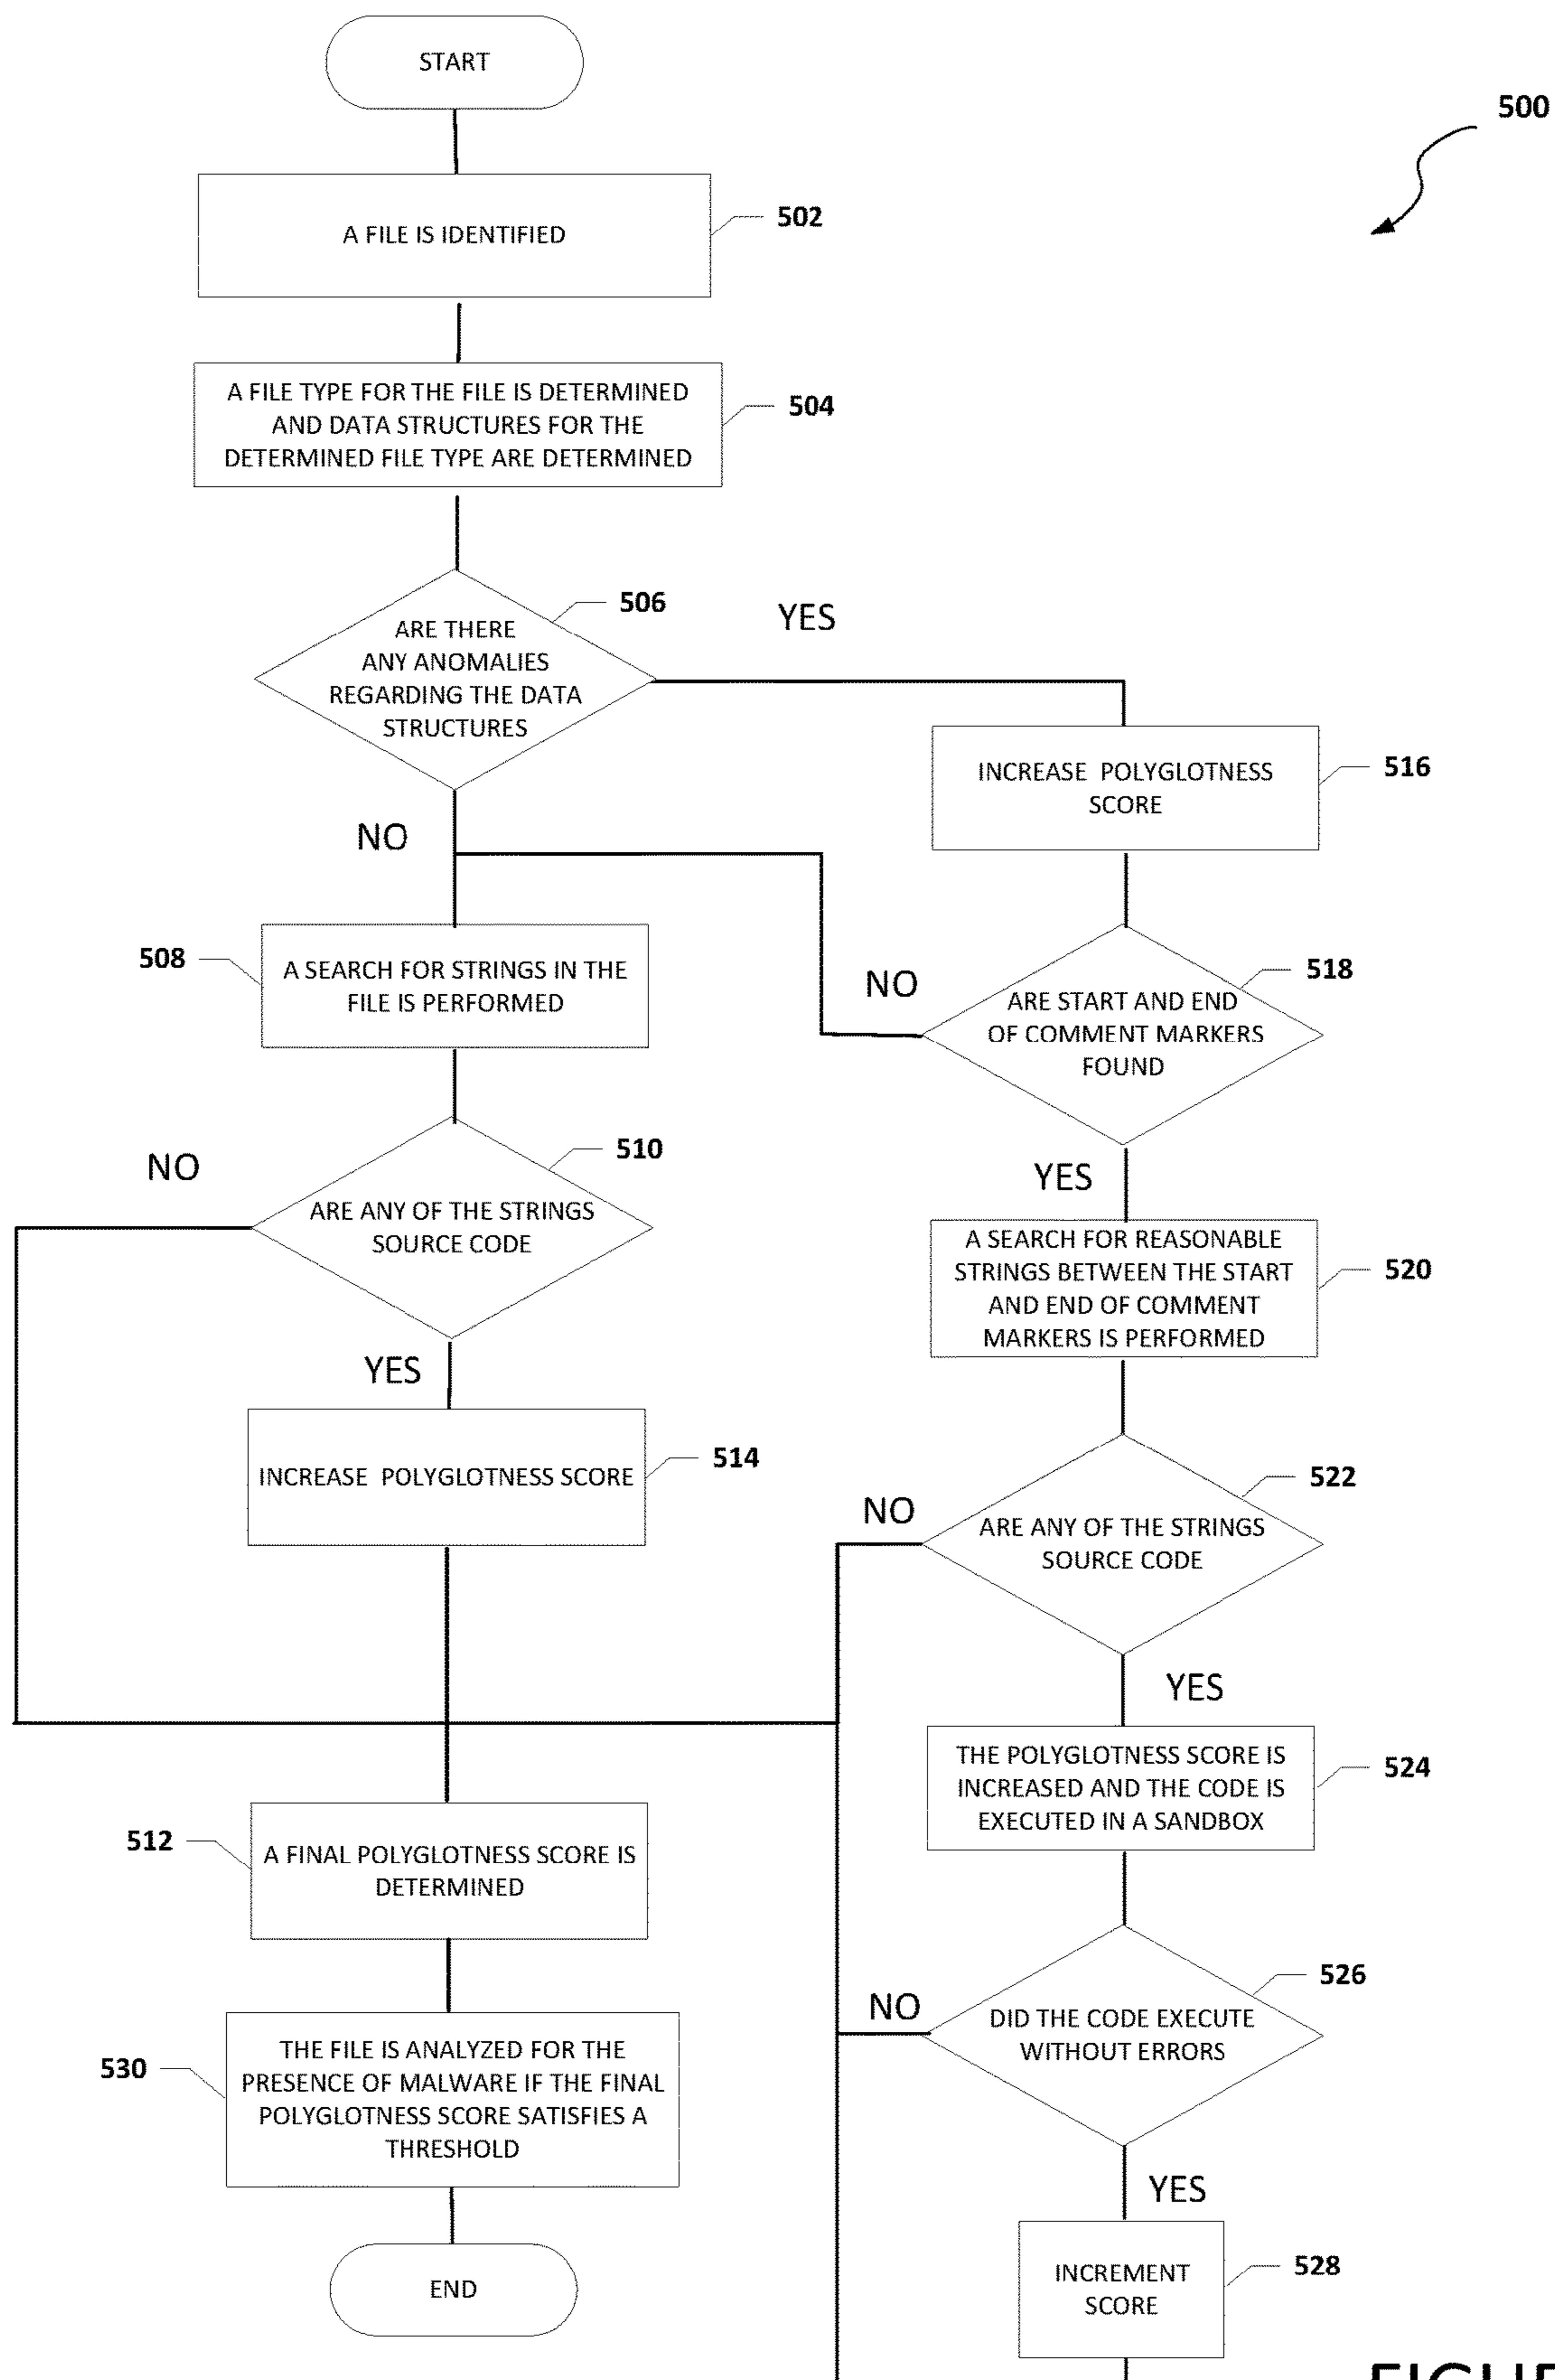 START
500
A FILE IS IDENTIFIED
502
A FILE TYPE FOR THE FILE IS DETERMINED
AND DATA STRUCTURES FOR THE
DETERMINED FILE TYPE ARE DETERMINED
504
ARE THERE
ANY ANOMALIES
REGARDING THE DATA
STRUCTURES
506
YES
NO
INCREASE POLYGLOTNESS
SCORE
516
508
A SEARCH FOR STRINGS IN THE
FILE IS PERFORMED
NO
ARE START AND END
OF COMMENT MARKERS
FOUND
518
NO
ARE ANY OF THE STRINGS
SOURCE CODE
510
YES
A SEARCH FOR REASONABLE
STRINGS BETWEEN THE START
AND END OF COMMENT
MARKERS IS PERFORMED
520
YES
INCREASE POLYGLOTNESS SCORE
514
NO
ARE ANY OF THE STRINGS
SOURCE CODE
522
YES
THE POLYGLOTNESS SCORE IS
INCREASED AND THE CODE IS
EXECUTED IN A SANDBOX
524
512
A FINAL POLYGLOTNESS SCORE IS
DETERMINED
NO
DID THE CODE EXECUTE
WITHOUT ERRORS
526
530
THE FILE IS ANALYZED FOR THE
PRESENCE OF MALWARE IF THE FINAL
POLYGLOTNESS SCORE SATISFIES A
THRESHOLD
YES
INCREMENT
SCORE
528
END